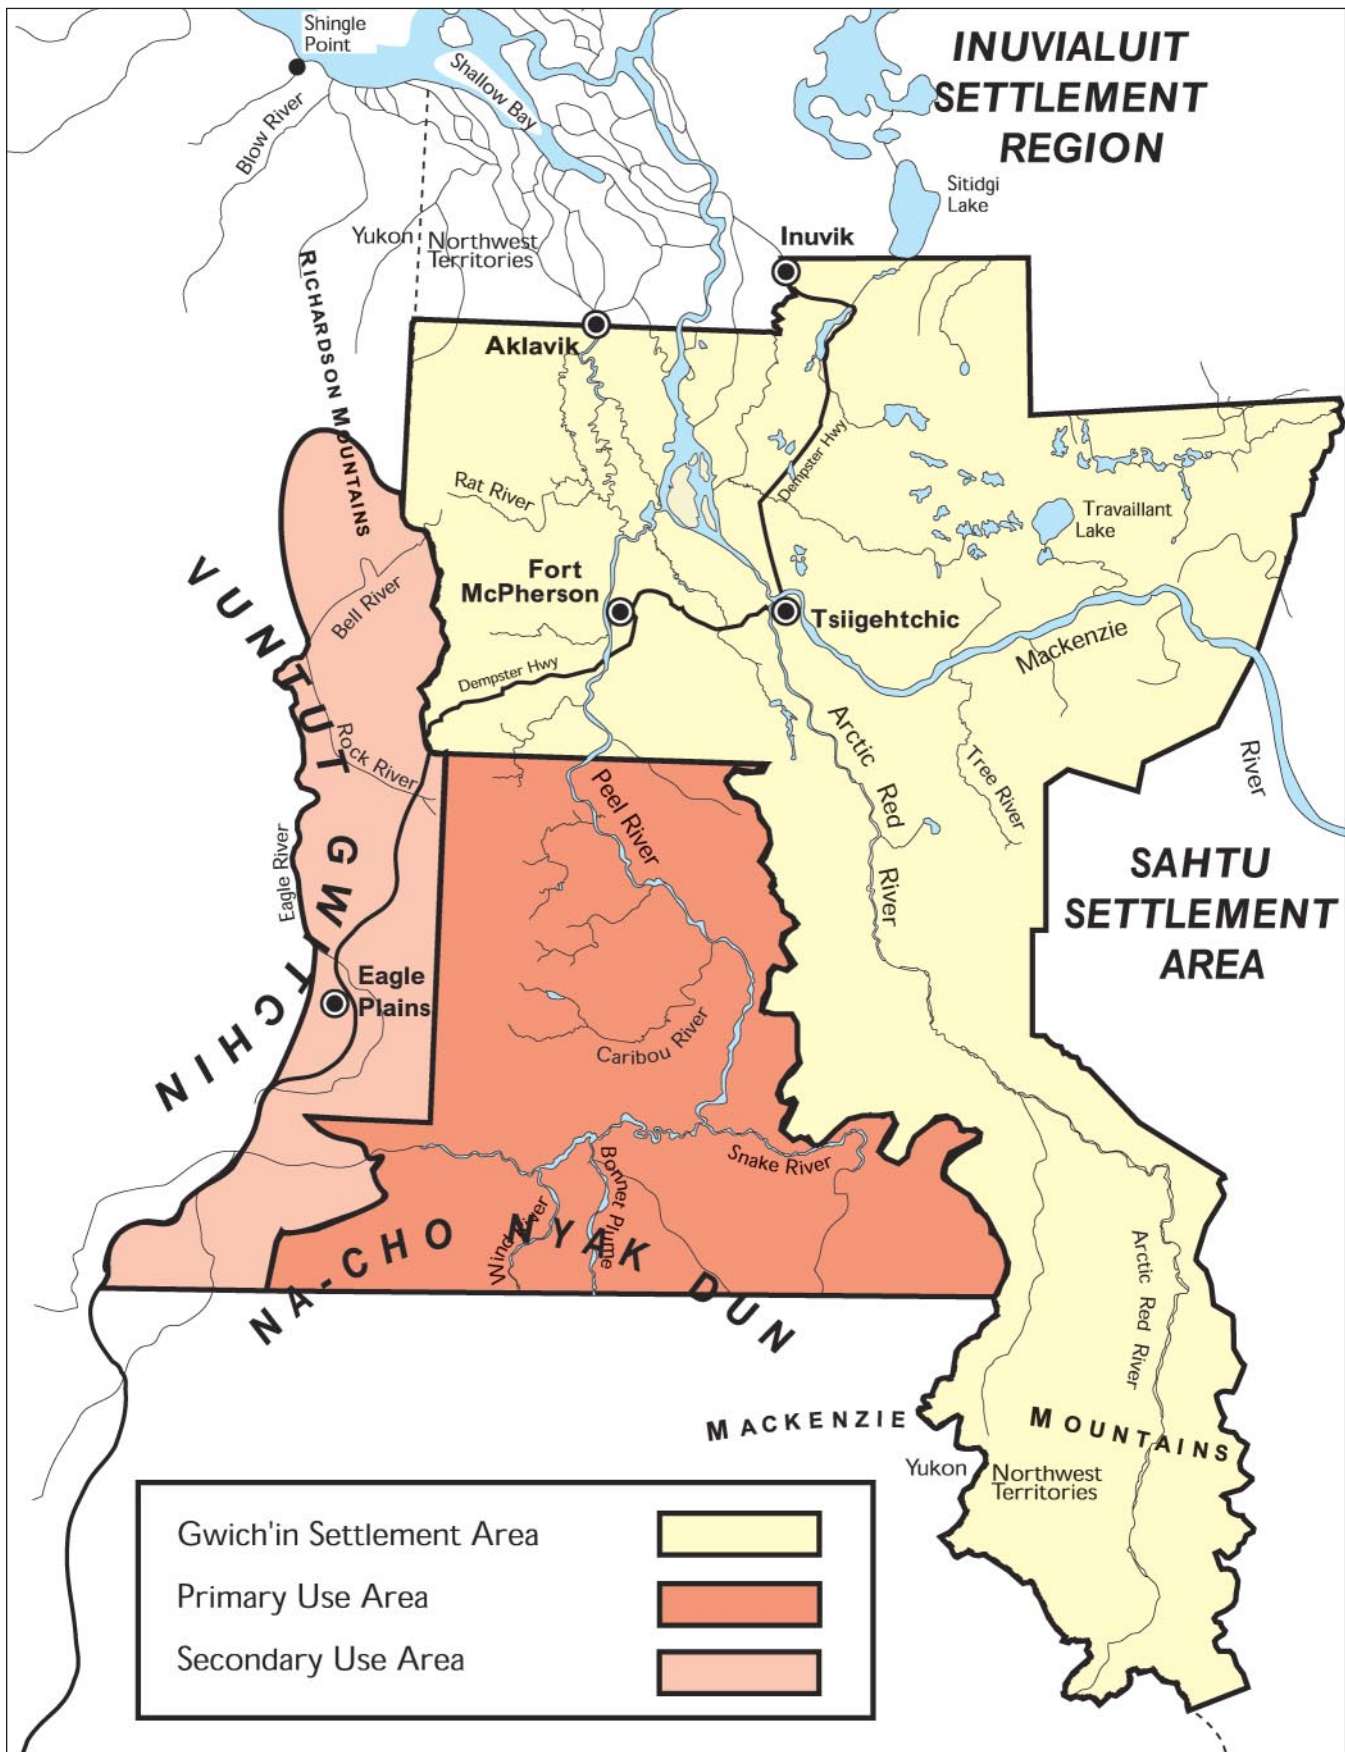 Shingle
Point
Shallow Bay
Blow River
INUVIALUIT
SETTLEMENT
REGION
Sitidgi
Lake
Yukon
Northwest
Territories
Inuvik
RICHARDSON MOUNTAINS
Aklavik
Dempster Hwy
Rat River
Travaillant
Lake
Fort
McPherson
Tsiigehtchic
Bell River
Mackenzie
River
Dempster Hwy
VUNTUT GWITCHIN
Rock River
Arctic Red River
Tree River
Peel River
Eagle River
SAHTU
SETTLEMENT
AREA
Eagle
Plains
Caribou River
Snake River
Bonnet Plume
Wind River
NA-CHO NYAK DUN
Arctic Red River
MACKENZIE MOUNTAINS
Yukon
Northwest
Territories
Gwich'in Settlement Area
Primary Use Area
Secondary Use Area